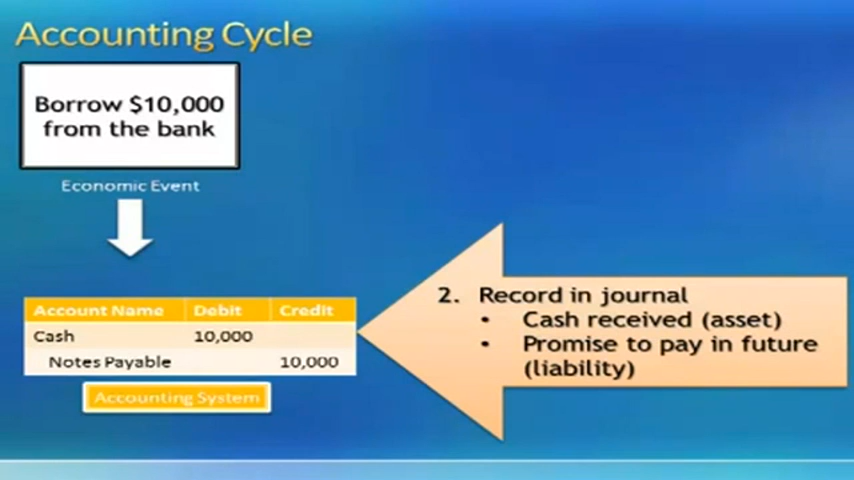 Accounting Cycle
Borrow $10,000
from the bank
Economic Event
Account Name Debit Credit
Cash 10,000
Notes Payable 10,000
Accounting System
2. Record in journal
• Cash received (asset)
• Promise to pay in future
(liability)